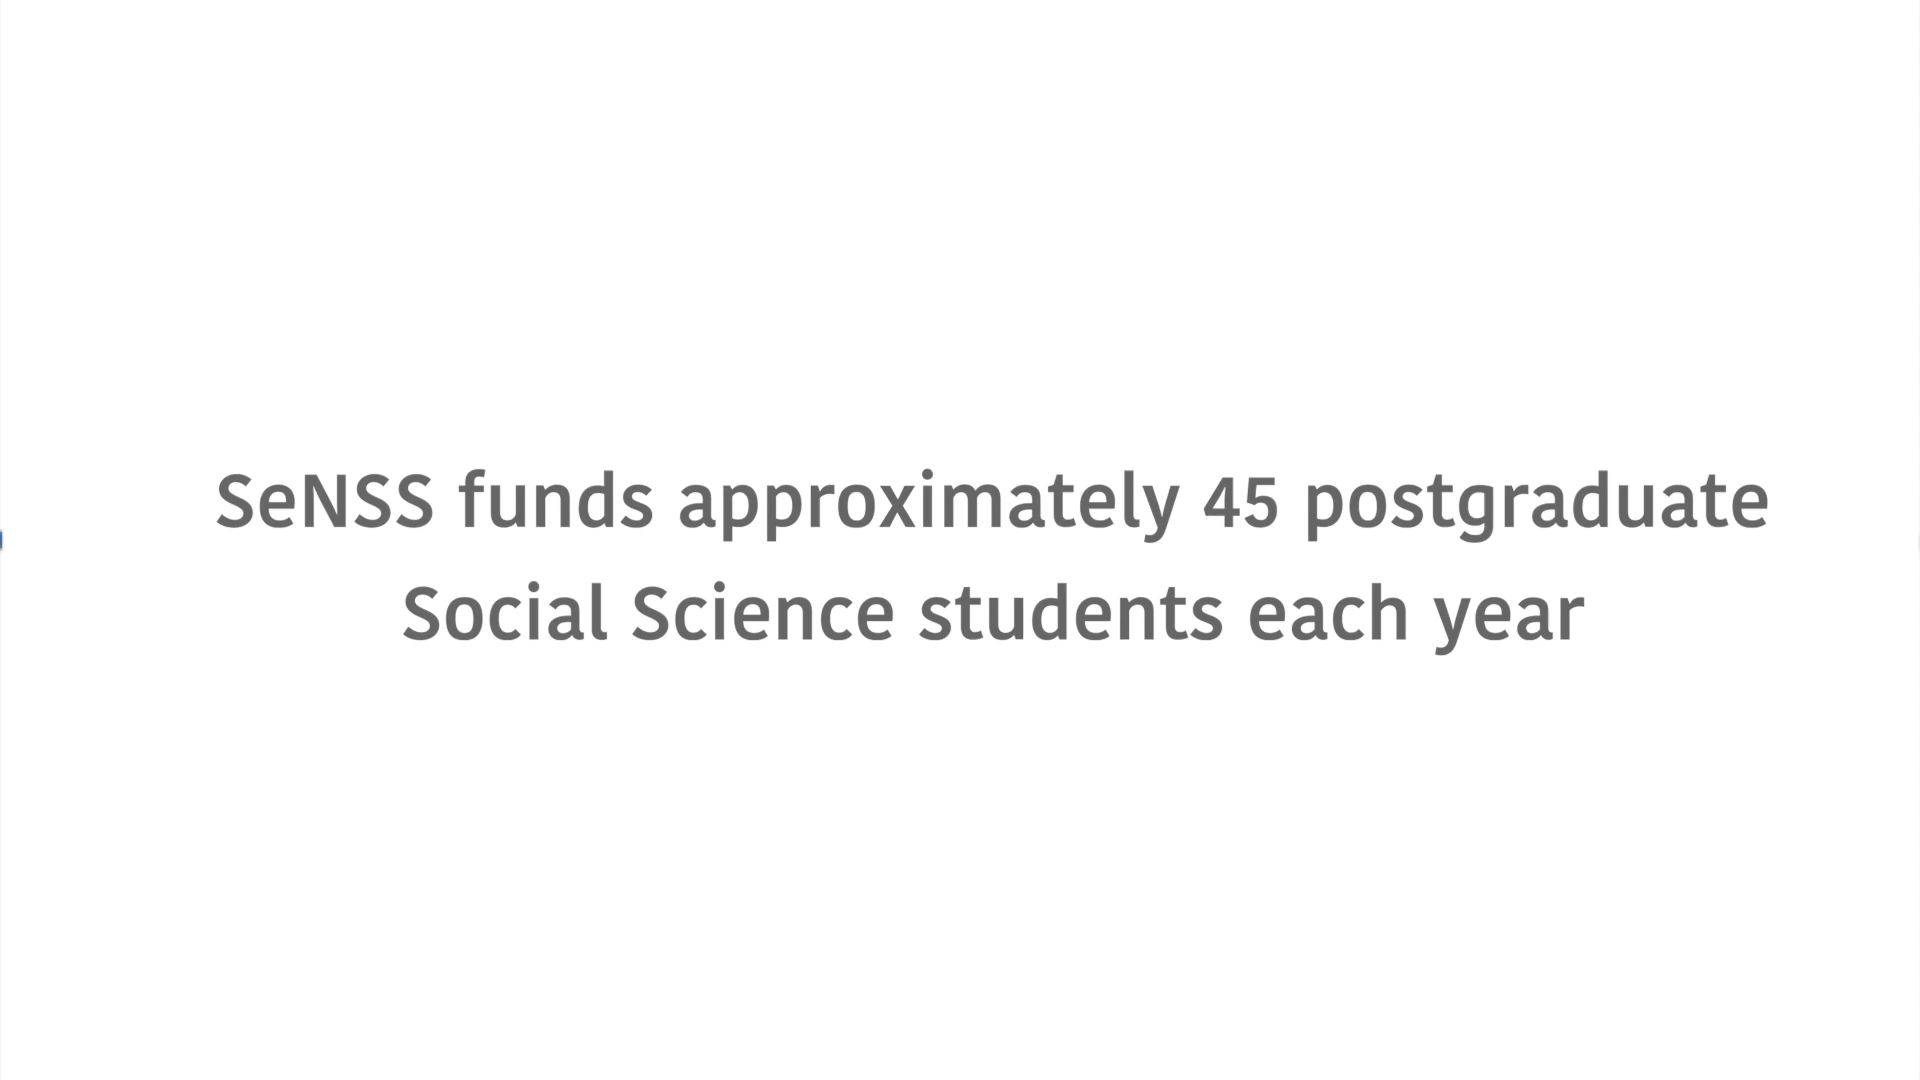 SeNSS funds approximately 45 postgraduate
Social Science students each year